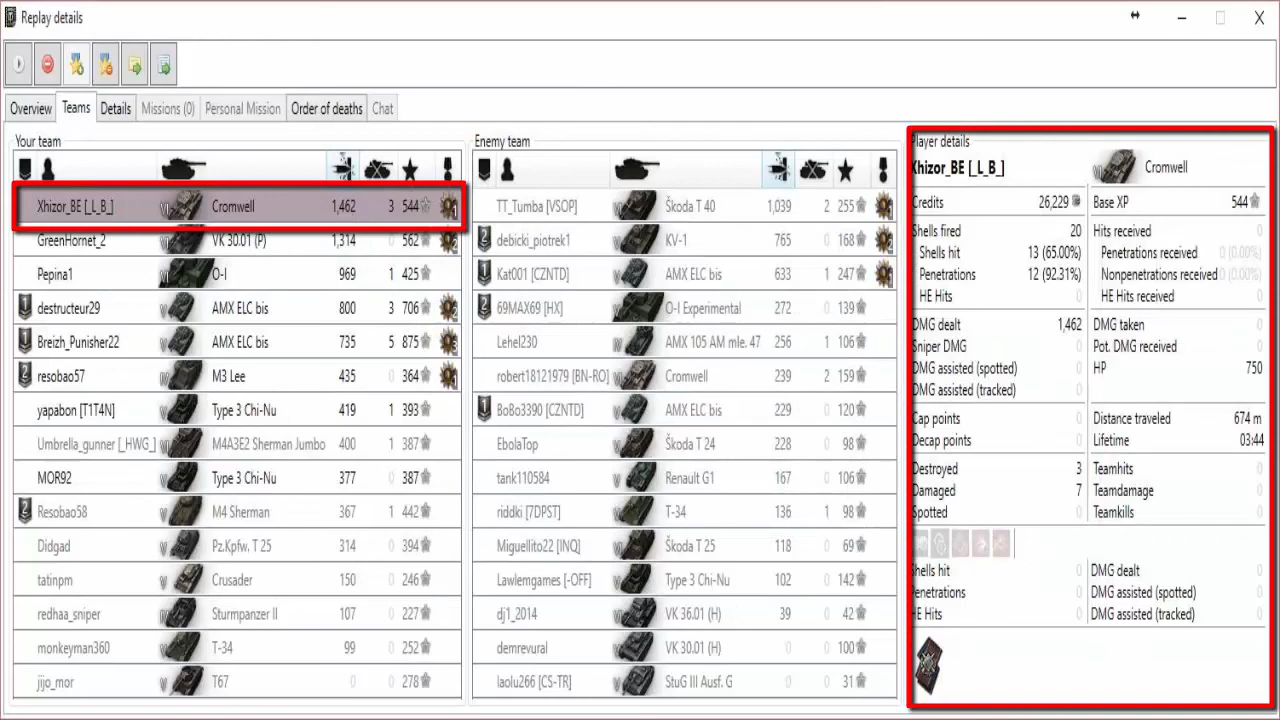 Replay details
Overview Teams Details Missions (0) Personal Mission Order of deaths Chat
Your team
Xhizor_BE [_L_B_] Cromwell 1,462 3 544
GreenHornet_2 VK 30.01 (P) 1,314 0 562
Pepina1 O-I 969 1 425
destructeur29 AMX ELC bis 800 3 706
Breizh_Punisher22 AMX ELC bis 735 5 875
resobao57 M3 Lee 435 0 364
yapabon [T1T4N] Type 3 Chi-Nu 419 1 393
Umbrella_gunner [_HWG_] M4A3E2 Sherman Jumbo 400 1 387
MOR92 Type 3 Chi-Nu 377 1 387
Resobao58 M4 Sherman 367 1 442
Didgad Pz.Kpfw. T 25 314 0 394
tatinpm Crusader 150 0 246
redhaa_sniper Sturmpanzer II 107 0 227
monkeyman360 T-34 99 0 252
jijo_mor T67 0 0 278
Enemy team
TT_Tumba [VSOP] Škoda T 40 1,039 2 255
debicki_piotrek1 KV-1 765 0 168
Kat001 [CZNTD] AMX ELC bis 633 1 247
69MAX69 [HX] O-I Experimental 272 0 139
Lehel230 AMX 105 AM mle. 47 256 1 106
robert18121979 [BN-RO] Cromwell 239 2 159
BoBo3390 [CZNTD] AMX ELC bis 229 0 120
EbolaTop Škoda T 24 228 0 98
tank110584 Renault G1 167 0 106
riddki [7DPST] T-34 136 1 98
Miguellito22 [INQ] Škoda T 25 118 0 69
Lawlemgames [-OFF] Type 3 Chi-Nu 102 0 142
dj1_2014 VK 36.01 (H) 39 0 42
demrevural VK 30.01 (H) 0 0 100
laolu266 [CS-TR] StuG III Ausf. G 0 0 31
Player details
Xhizor_BE [_L_B_] Cromwell
Credits 26,229 Base XP 544
Shells fired 20 Hits received 0
Shells hit 13 (65.00%) Penetrations received 0 (0.00%)
Penetrations 12 (92.31%) Nonpenetrations received 0 (0.00%)
HE Hits 0 HE Hits received 0
DMG dealt 1,462 DMG taken 0
Sniper DMG 0 Pot. DMG received 0
DMG assisted (spotted) 0 HP 750
DMG assisted (tracked) 0
Cap points 0 Distance traveled 674 m
Decap points 0 Lifetime 03:44
Destroyed 3 Teamhits 0
Damaged 7 Teamdamage 0
Spotted 0 Teamkills 0
Shells hit 0 DMG dealt 0
Penetrations 0 DMG assisted (spotted) 0
HE Hits 0 DMG assisted (tracked) 0